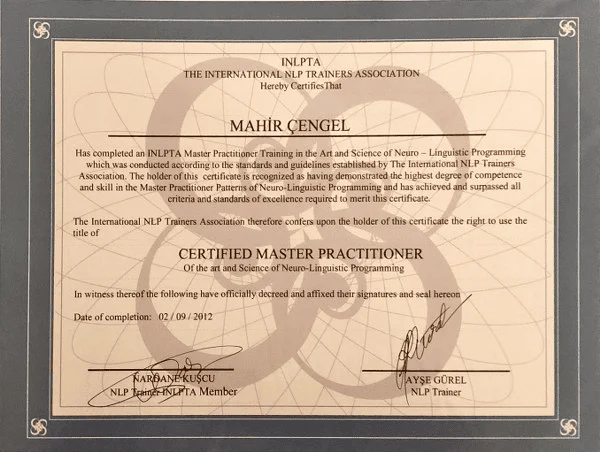 INLPTA
THE INTERNATIONAL NLP TRAINERS ASSOCIATION
Hereby CertifiesThat
MAHİR ÇENGEL
Has completed an INLPTA Master Practitioner Training in the Art and Science of Neuro – Linguistic Programming
which was conducted according to the standards and guidelines established by The International NLP Trainers
Association. The holder of this certificate is recognized as having demonstrated the highest degree of competence
and skill in the Master Practitioner Patterns of Neuro-Linguistic Programming and has achieved and surpassed all
criteria and standards of excellence required to merit this certificate.
The International NLP Trainers Association therefore confers upon the holder of this certificate the right to use the
title of
CERTIFIED MASTER PRACTITIONER
Of the art and Science of Neuro-Linguistic Programming
In witness thereof the following have officially decreed and affixed their signatures and seal hereon
Date of completion: 02 / 09 / 2012
NARDANE KUŞCU
NLP Trainer INLPTA Member
AYŞE GÜREL
NLP Trainer